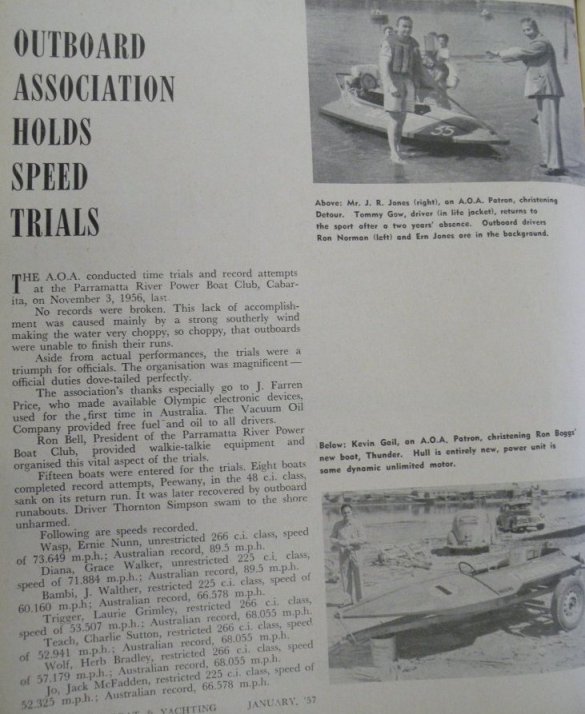 OUTBOARD
ASSOCIATION
HOLDS
SPEED
TRIALS
55
Above: Mr. J. R. Jones (right), an A.O.A. Patron, christening
Detour. Tommy Gow, driver (in life jacket), returns to
the sport after a two years' absence. Outboard drivers
Ron Norman (left) and Ern Jones are in the background.
THE A.O.A. conducted time trials and record attempts
at the Parramatta River Power Boat Club, Cabar-
ita, on November 3, 1956, last.
No records were broken. This lack of accomplish-
ment was caused mainly by a strong southerly wind
making the water very choppy, so choppy, that outboards
were unable to finish their runs.
Aside from actual performances, the trials were a
triumph for officials. The organisation was magnificent —
official duties dove-tailed perfectly.
The association's thanks especially go to J. Farren
Price, who made available Olympic electronic devices,
used for the first time in Australia. The Vacuum Oil
Company provided free fuel and oil to all drivers.
Ron Bell, President of the Parramatta River Power
Boat Club, provided walkie-talkie equipment and
organised this vital aspect of the trials.
Fifteen boats were entered for the trials. Eight boats
completed record attempts, Peewany, in the 48 c.i. class,
sank on its return run. It was later recovered by outboard
runabouts. Driver Thornton Simpson swam to the shore
unharmed.
Following are speeds recorded.
Wasp, Ernie Nunn, unrestricted 266 c.i. class, speed
of 73.649 m.p.h.; Australian record, 89.5 m.p.h.
Diana, Grace Walker, unrestricted 225 c.i. class,
speed of 71.884 m.p.h.; Australian record, 89.5 m.p.h.
Bambi, J. Walther, restricted 225 c.i. class, speed of
60.160 m.p.h.; Australian record, 66.578 m.p.h.
Trigger, Laurie Grimley, restricted 266 c.i. class,
speed of 53.507 m.p.h.; Australian record, 68.055 m.p.h.
Teach, Charlie Sutton, restricted 266 c.i. class, speed
of 52.941 m.p.h.; Australian record, 68.055 m.p.h.
Wolf, Herb Bradley, restricted 266 c.i. class, speed
of 57.179 m.p.h.; Australian record, 68.055 m.p.h.
Jo, Jack McFadden, restricted 225 c.i. class, speed of
52.325 m.p.h.; Australian record, 66.578 m.p.h.
Below: Kevin Gail, an A.O.A. Patron, christening Ron Boggs'
new boat, Thunder. Hull is entirely new, power unit is
same dynamic unlimited motor.
& YACHTING JANUARY, '57